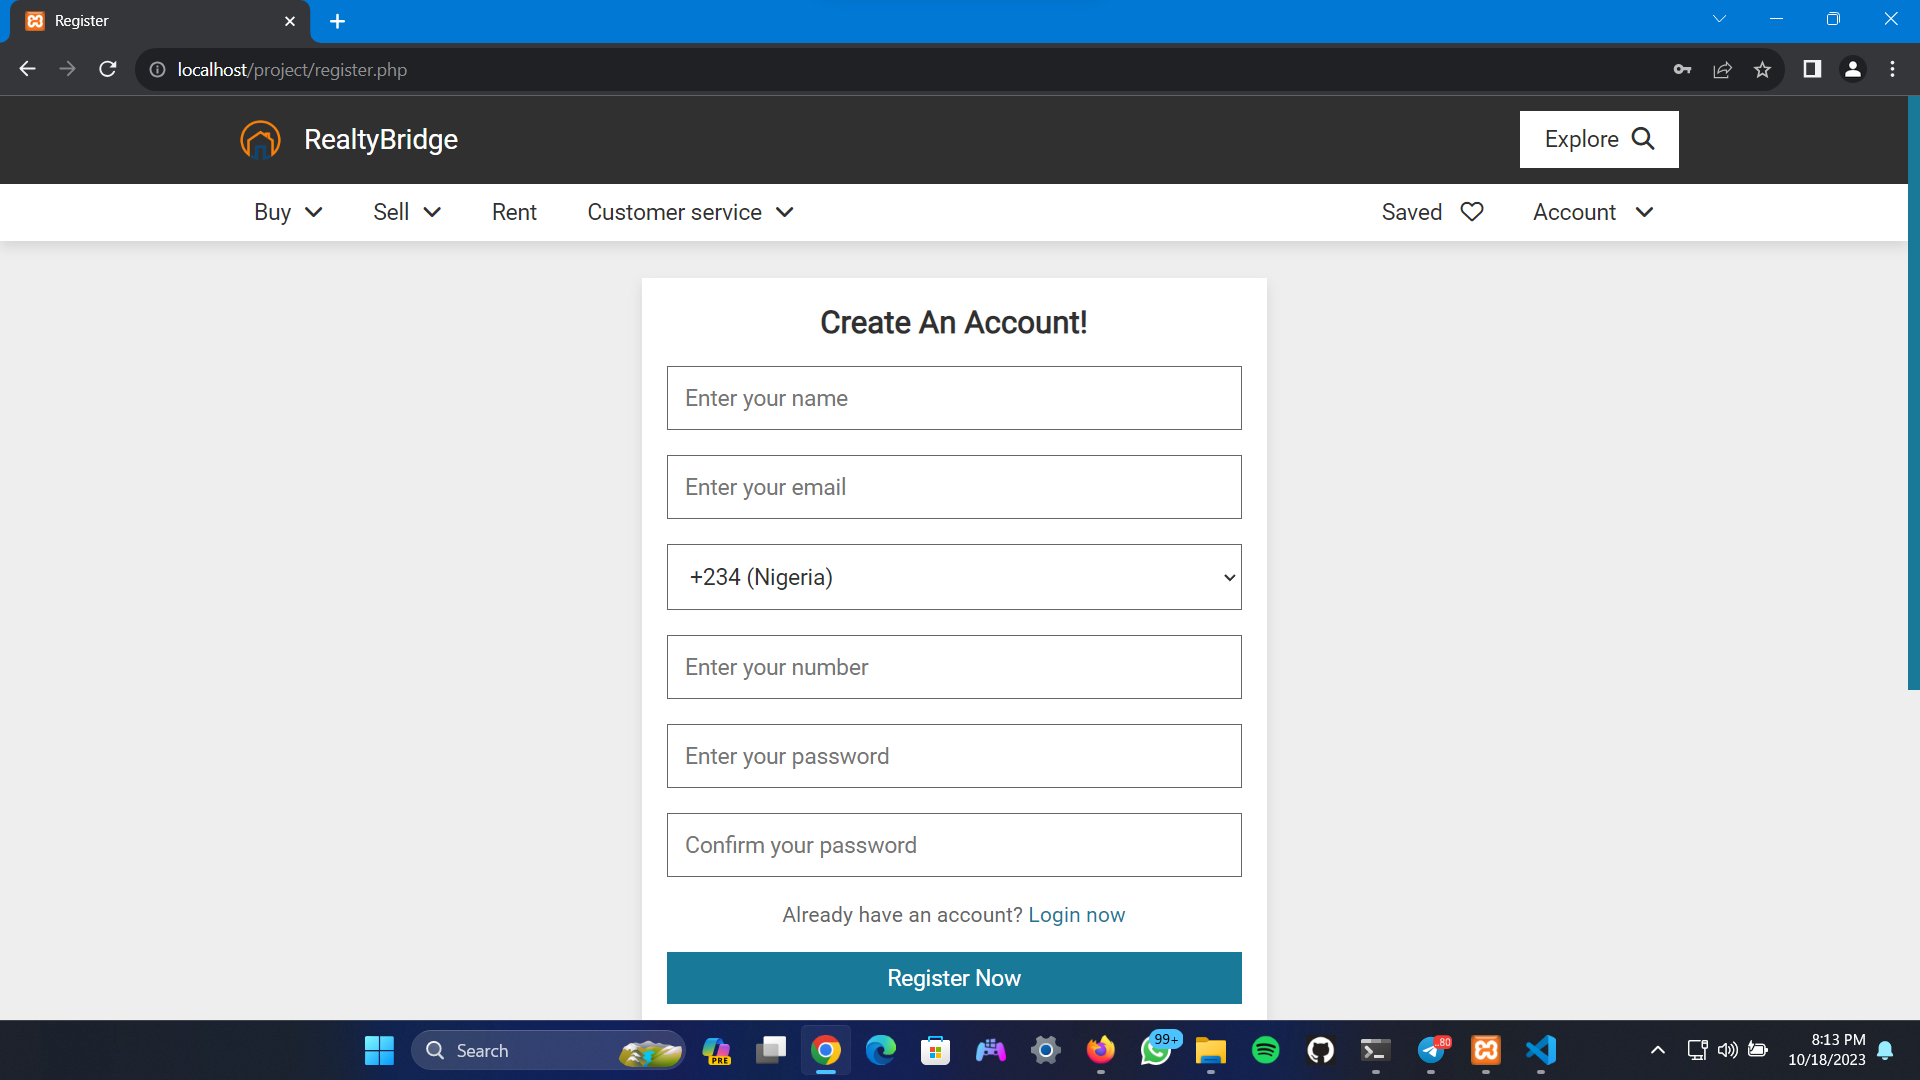 Register
localhost/project/register.php
RealtyBridge
Explore
Buy Sell Rent Customer service Saved Account
Create An Account!
Enter your name
Enter your email
+234 (Nigeria)
Enter your number
Enter your password
Confirm your password
Already have an account? Login now
Register Now
Search
PRE
99+
80
8:13 PM
10/18/2023